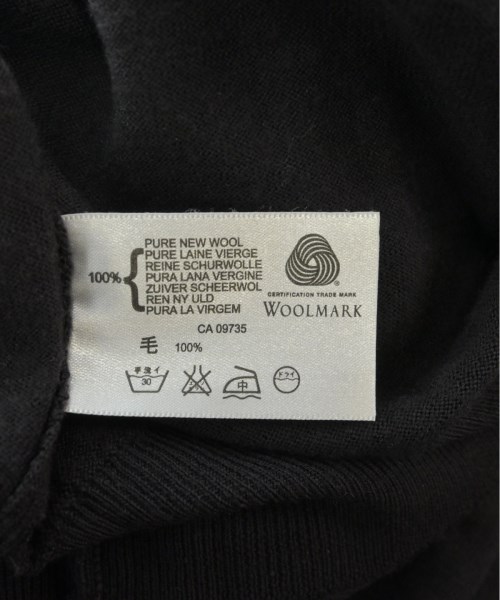 PURE NEW WOOL
PURE LAINE VIERGE
REINE SCHURWOLLE
100% PURA LANA VERGINE
ZUIVER SCHEERWOL
REN NY ULD
PURA LA VIRGEM
CERTIFICATION TRADE MARK
WOOLMARK
CA 09735
毛 100%
手洗イ
30
中
ドライ